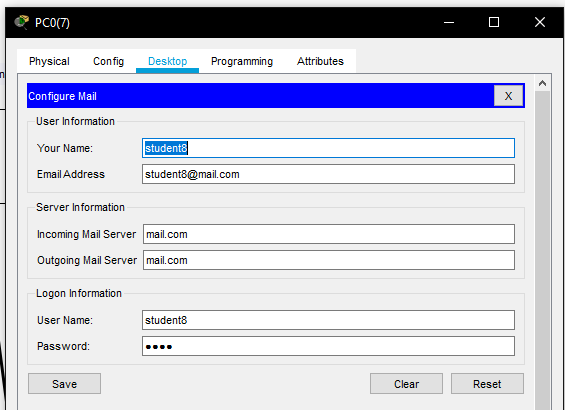 PC0(7)
Physical Config Desktop Programming Attributes
Configure Mail X
User Information
Your Name: student8
Email Address student8@mail.com
Server Information
Incoming Mail Server mail.com
Outgoing Mail Server mail.com
Logon Information
User Name: student8
Password: ●●●●
Save Clear Reset